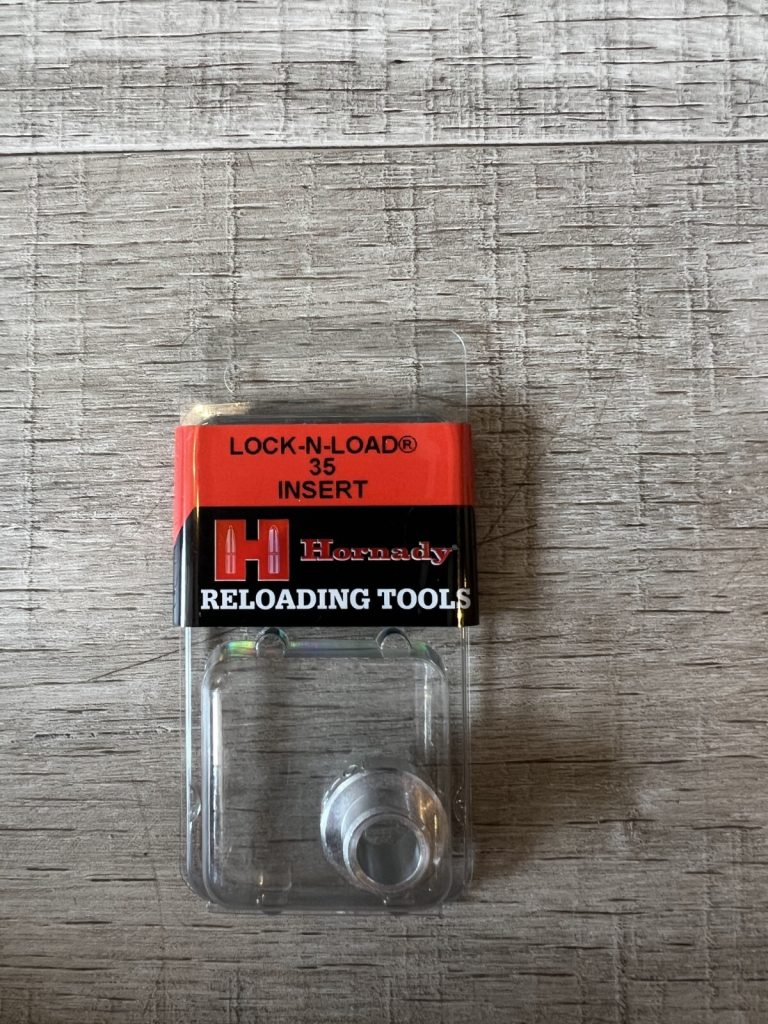 LOCK-N-LOAD®
35
INSERT
H Hornady
RELOADING TOOLS